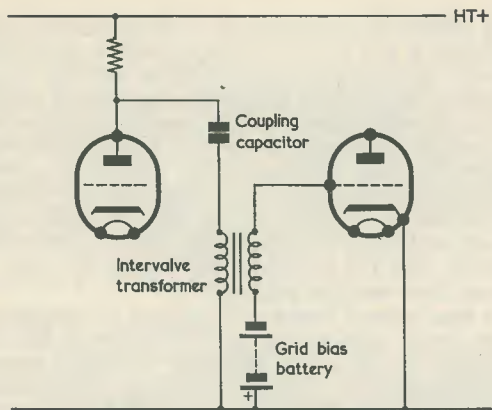 HT+
Coupling
capacitor
Intervalve
transformer
Grid bias
battery
+